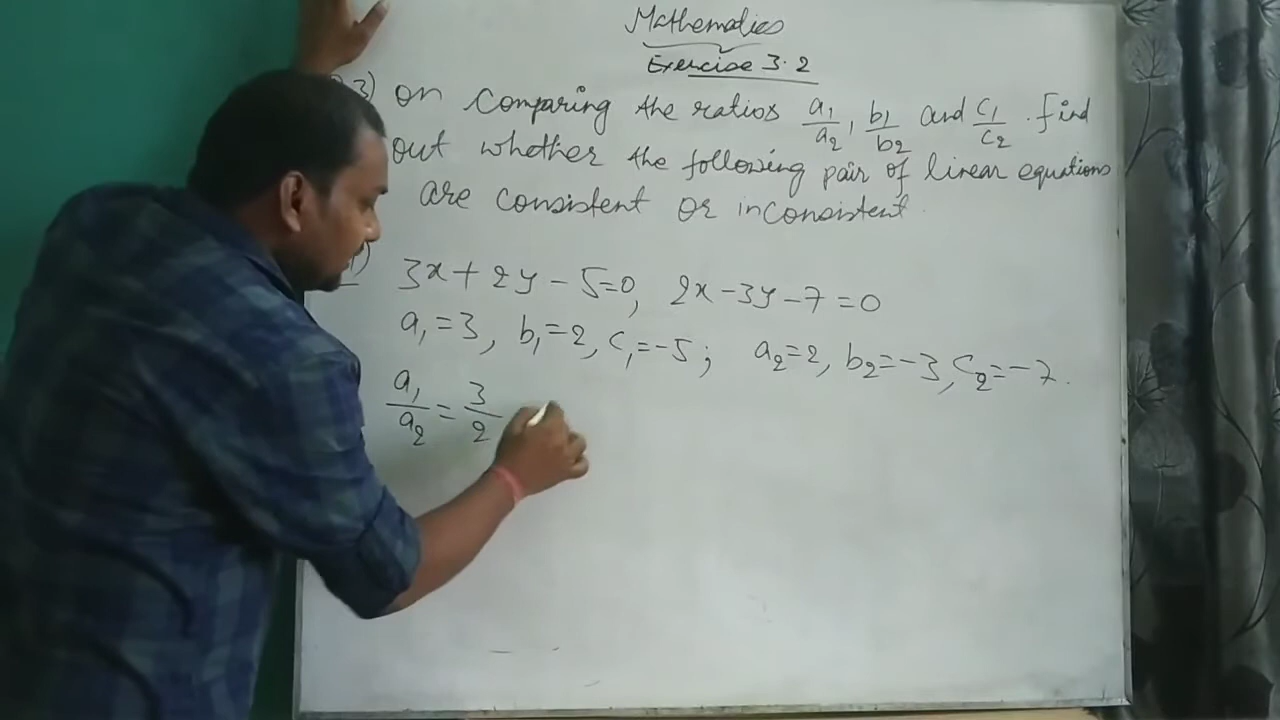 Mathematics
Exercise 3.2
3) On comparing the ratios a₁/a₂, b₁/b₂ and c₁/c₂. find
out whether the following pair of linear equations
are consistent or inconsistent.
3x + 2y - 5=0, 2x - 3y - 7 = 0
a₁ = 3, b₁=2, c₁=-5; a₂=2, b₂=-3, c₂=-7.
a₁/a₂ = 3/2